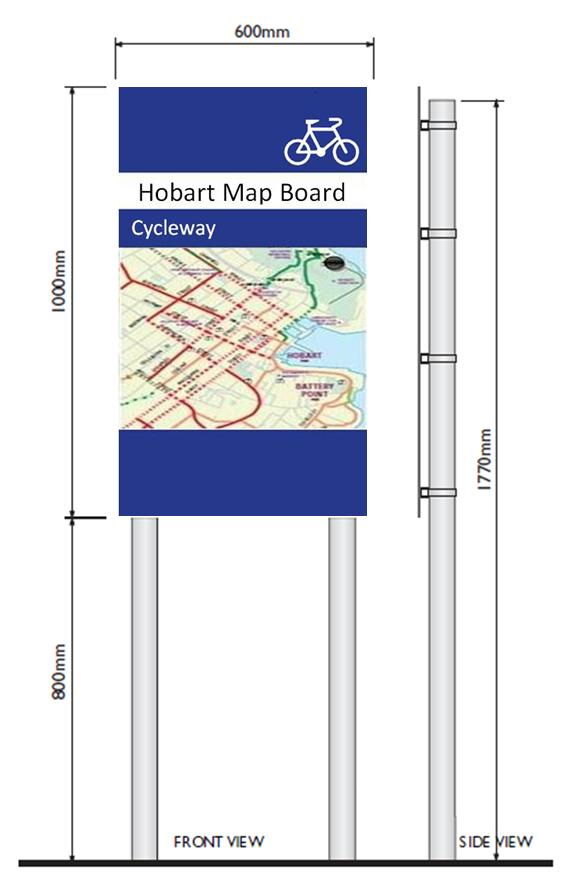 600mm
Hobart Map Board
Cycleway
1000mm
HOBART
BATTERY
POINT
1770mm
800mm
FRONT VIEW
SIDE VIEW